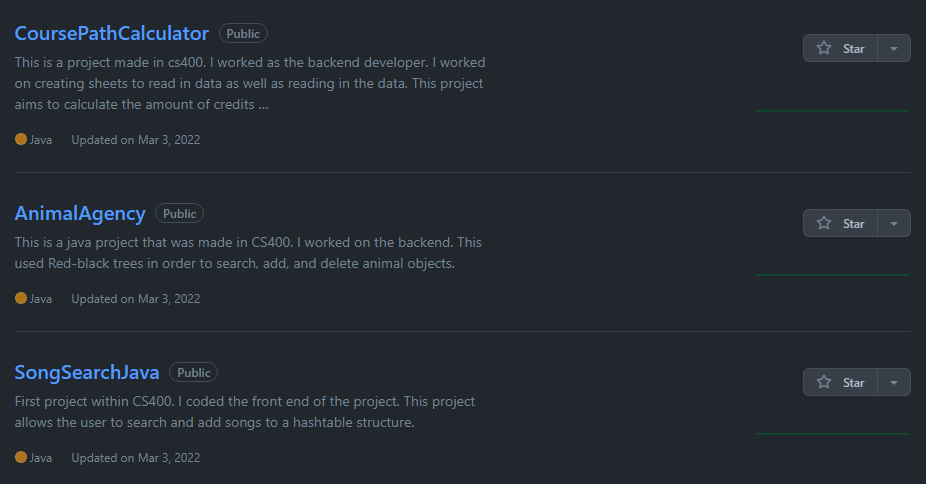 CoursePathCalculator Public
Star
This is a project made in cs400. I worked as the backend developer. I worked
on creating sheets to read in data as well as reading in the data. This project
aims to calculate the amount of credits ...
Java Updated on Mar 3, 2022
AnimalAgency Public
Star
This is a java project that was made in CS400. I worked on the backend. This
used Red-black trees in order to search, add, and delete animal objects.
Java Updated on Mar 3, 2022
SongSearchJava Public
Star
First project within CS400. I coded the front end of the project. This project
allows the user to search and add songs to a hashtable structure.
Java Updated on Mar 3, 2022